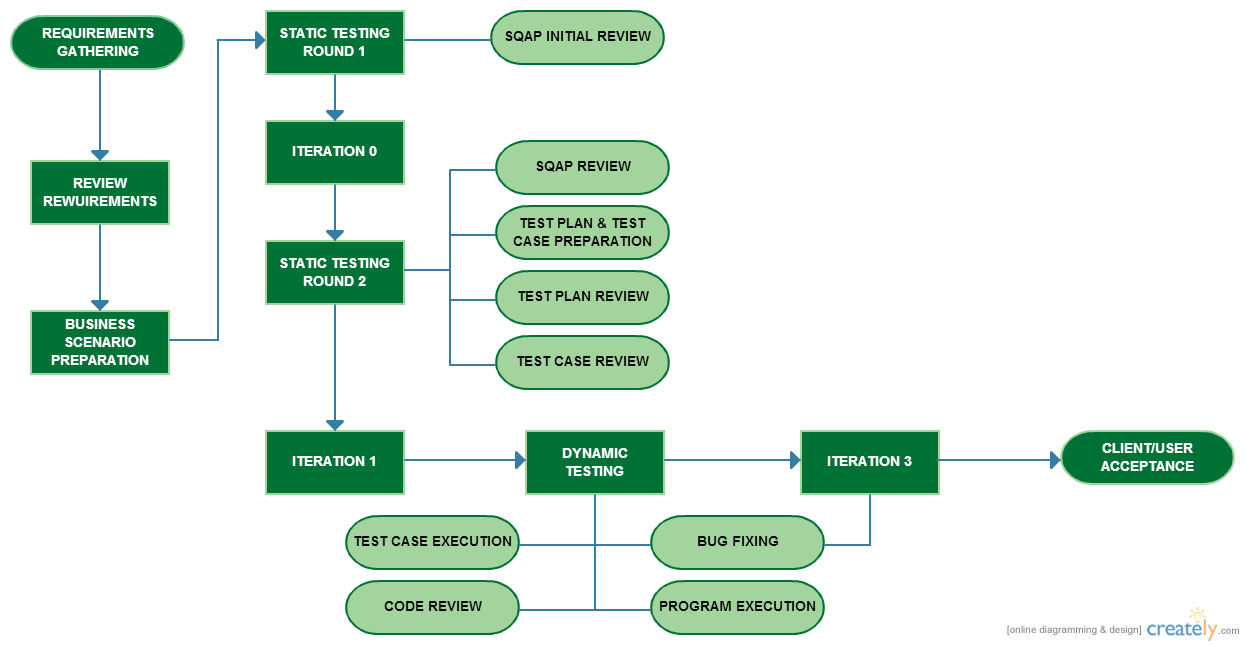 REQUIREMENTS
GATHERING
REVIEW
REWUIREMENTS
BUSINESS
SCENARIO
PREPARATION
STATIC TESTING
ROUND 1
SQAP INITIAL REVIEW
ITERATION 0
STATIC TESTING
ROUND 2
SQAP REVIEW
TEST PLAN & TEST
CASE PREPARATION
TEST PLAN REVIEW
TEST CASE REVIEW
ITERATION 1
DYNAMIC
TESTING
ITERATION 3
CLIENT/USER
ACCEPTANCE
TEST CASE EXECUTION
BUG FIXING
CODE REVIEW
PROGRAM EXECUTION
[online diagramming & design] creately.com